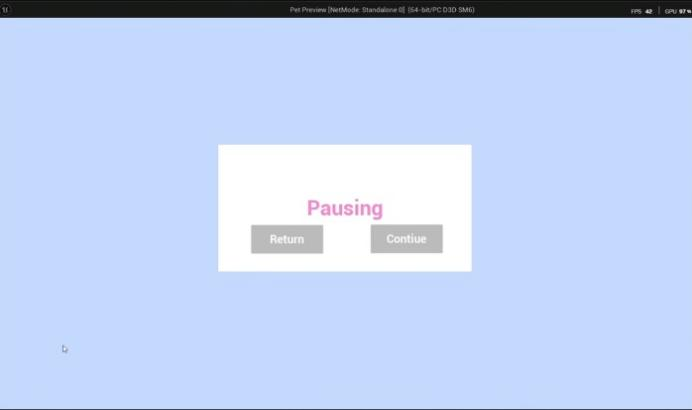 Pet Preview [NetMode: Standalone 0] (64-bit/PC D3D SM6)
FPS 42 | GPU 97 %
Pausing
Return
Contiue